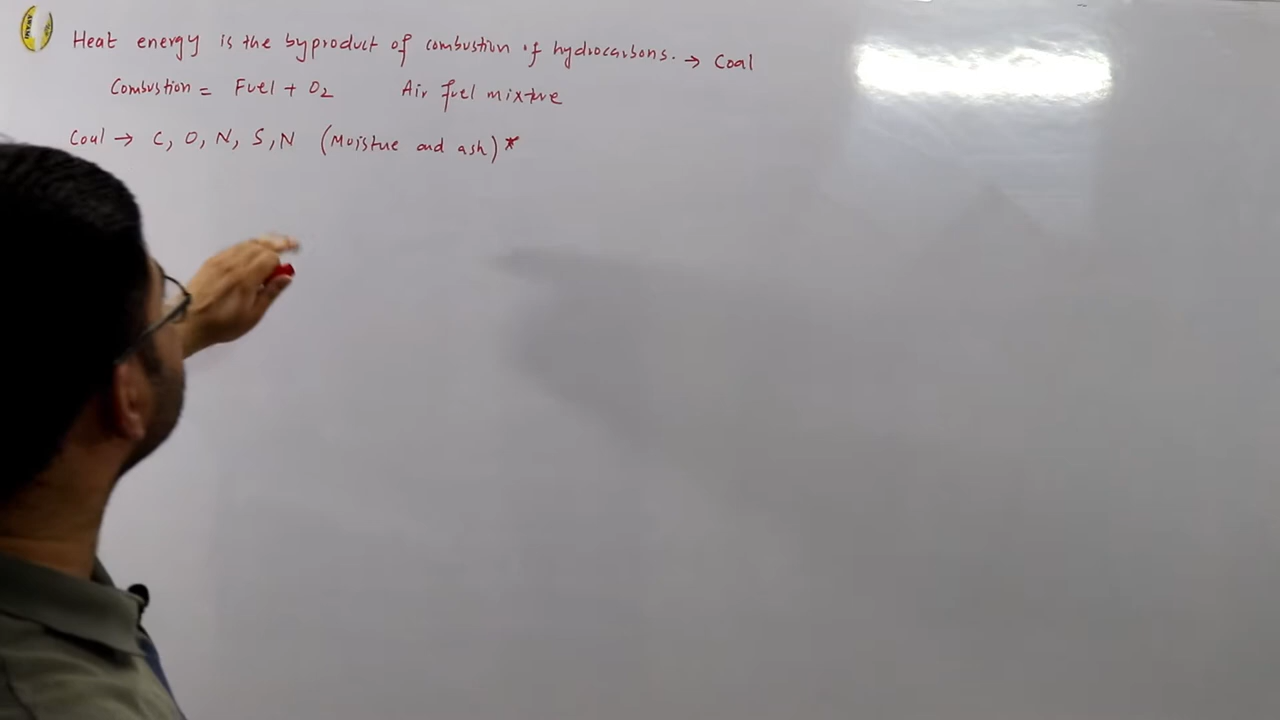 Heat energy is the byproduct of combustion of hydrocarbons. → Coal
Combustion = Fuel + O2 Air fuel mixture
Coal → C, O, N, S, N (Moisture and ash)*